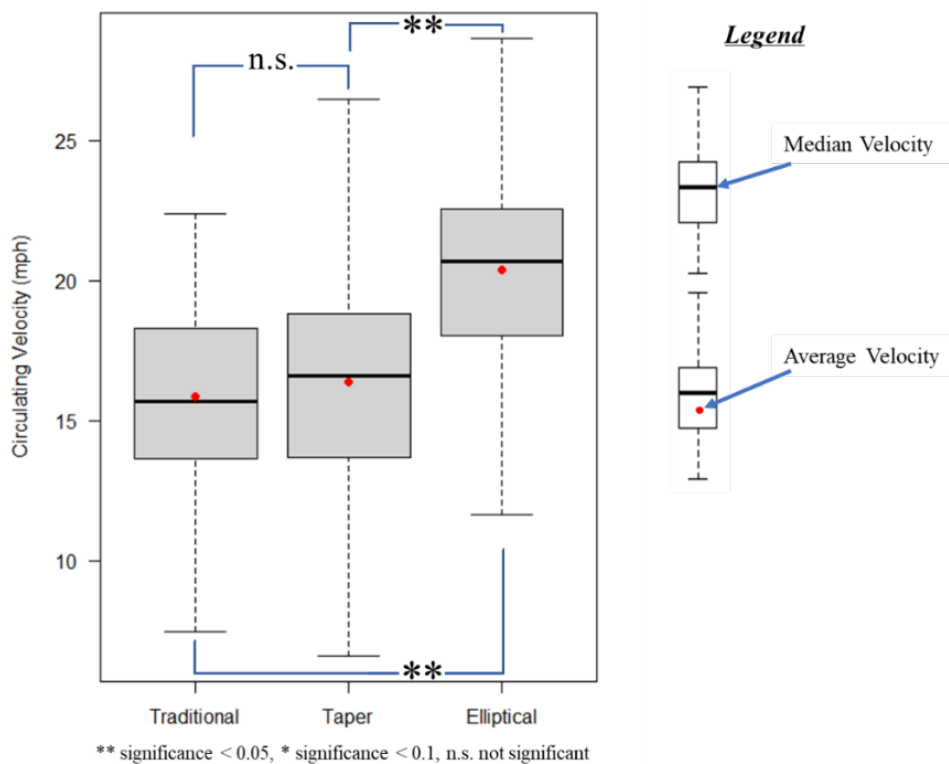 **
Legend
n.s.
25
Median Velocity
20
Circulating Velocity (mph)
Average Velocity
15
10
**
Traditional Taper Elliptical
** significance < 0.05, * significance < 0.1, n.s. not significant